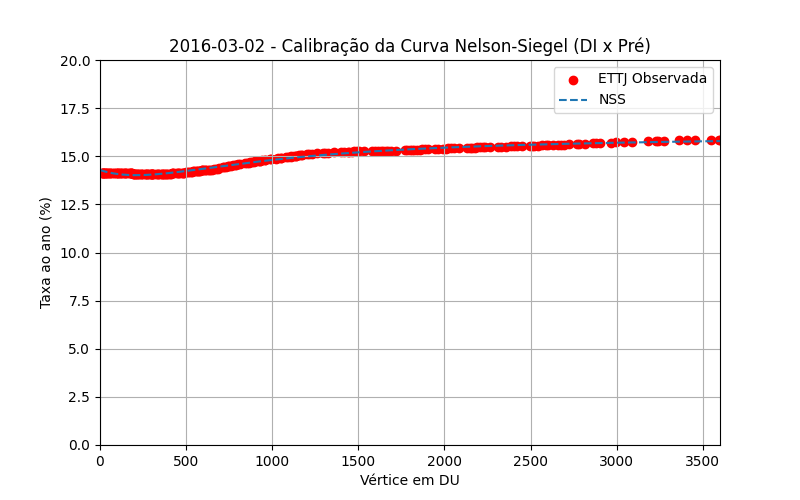 2016-03-02 - Calibração da Curva Nelson-Siegel (DI x Pré)
ETTJ Observada
NSS
Taxa ao ano (%)
20.0
17.5
15.0
12.5
10.0
7.5
5.0
2.5
0.0
0 500 1000 1500 2000 2500 3000 3500
Vértice em DU